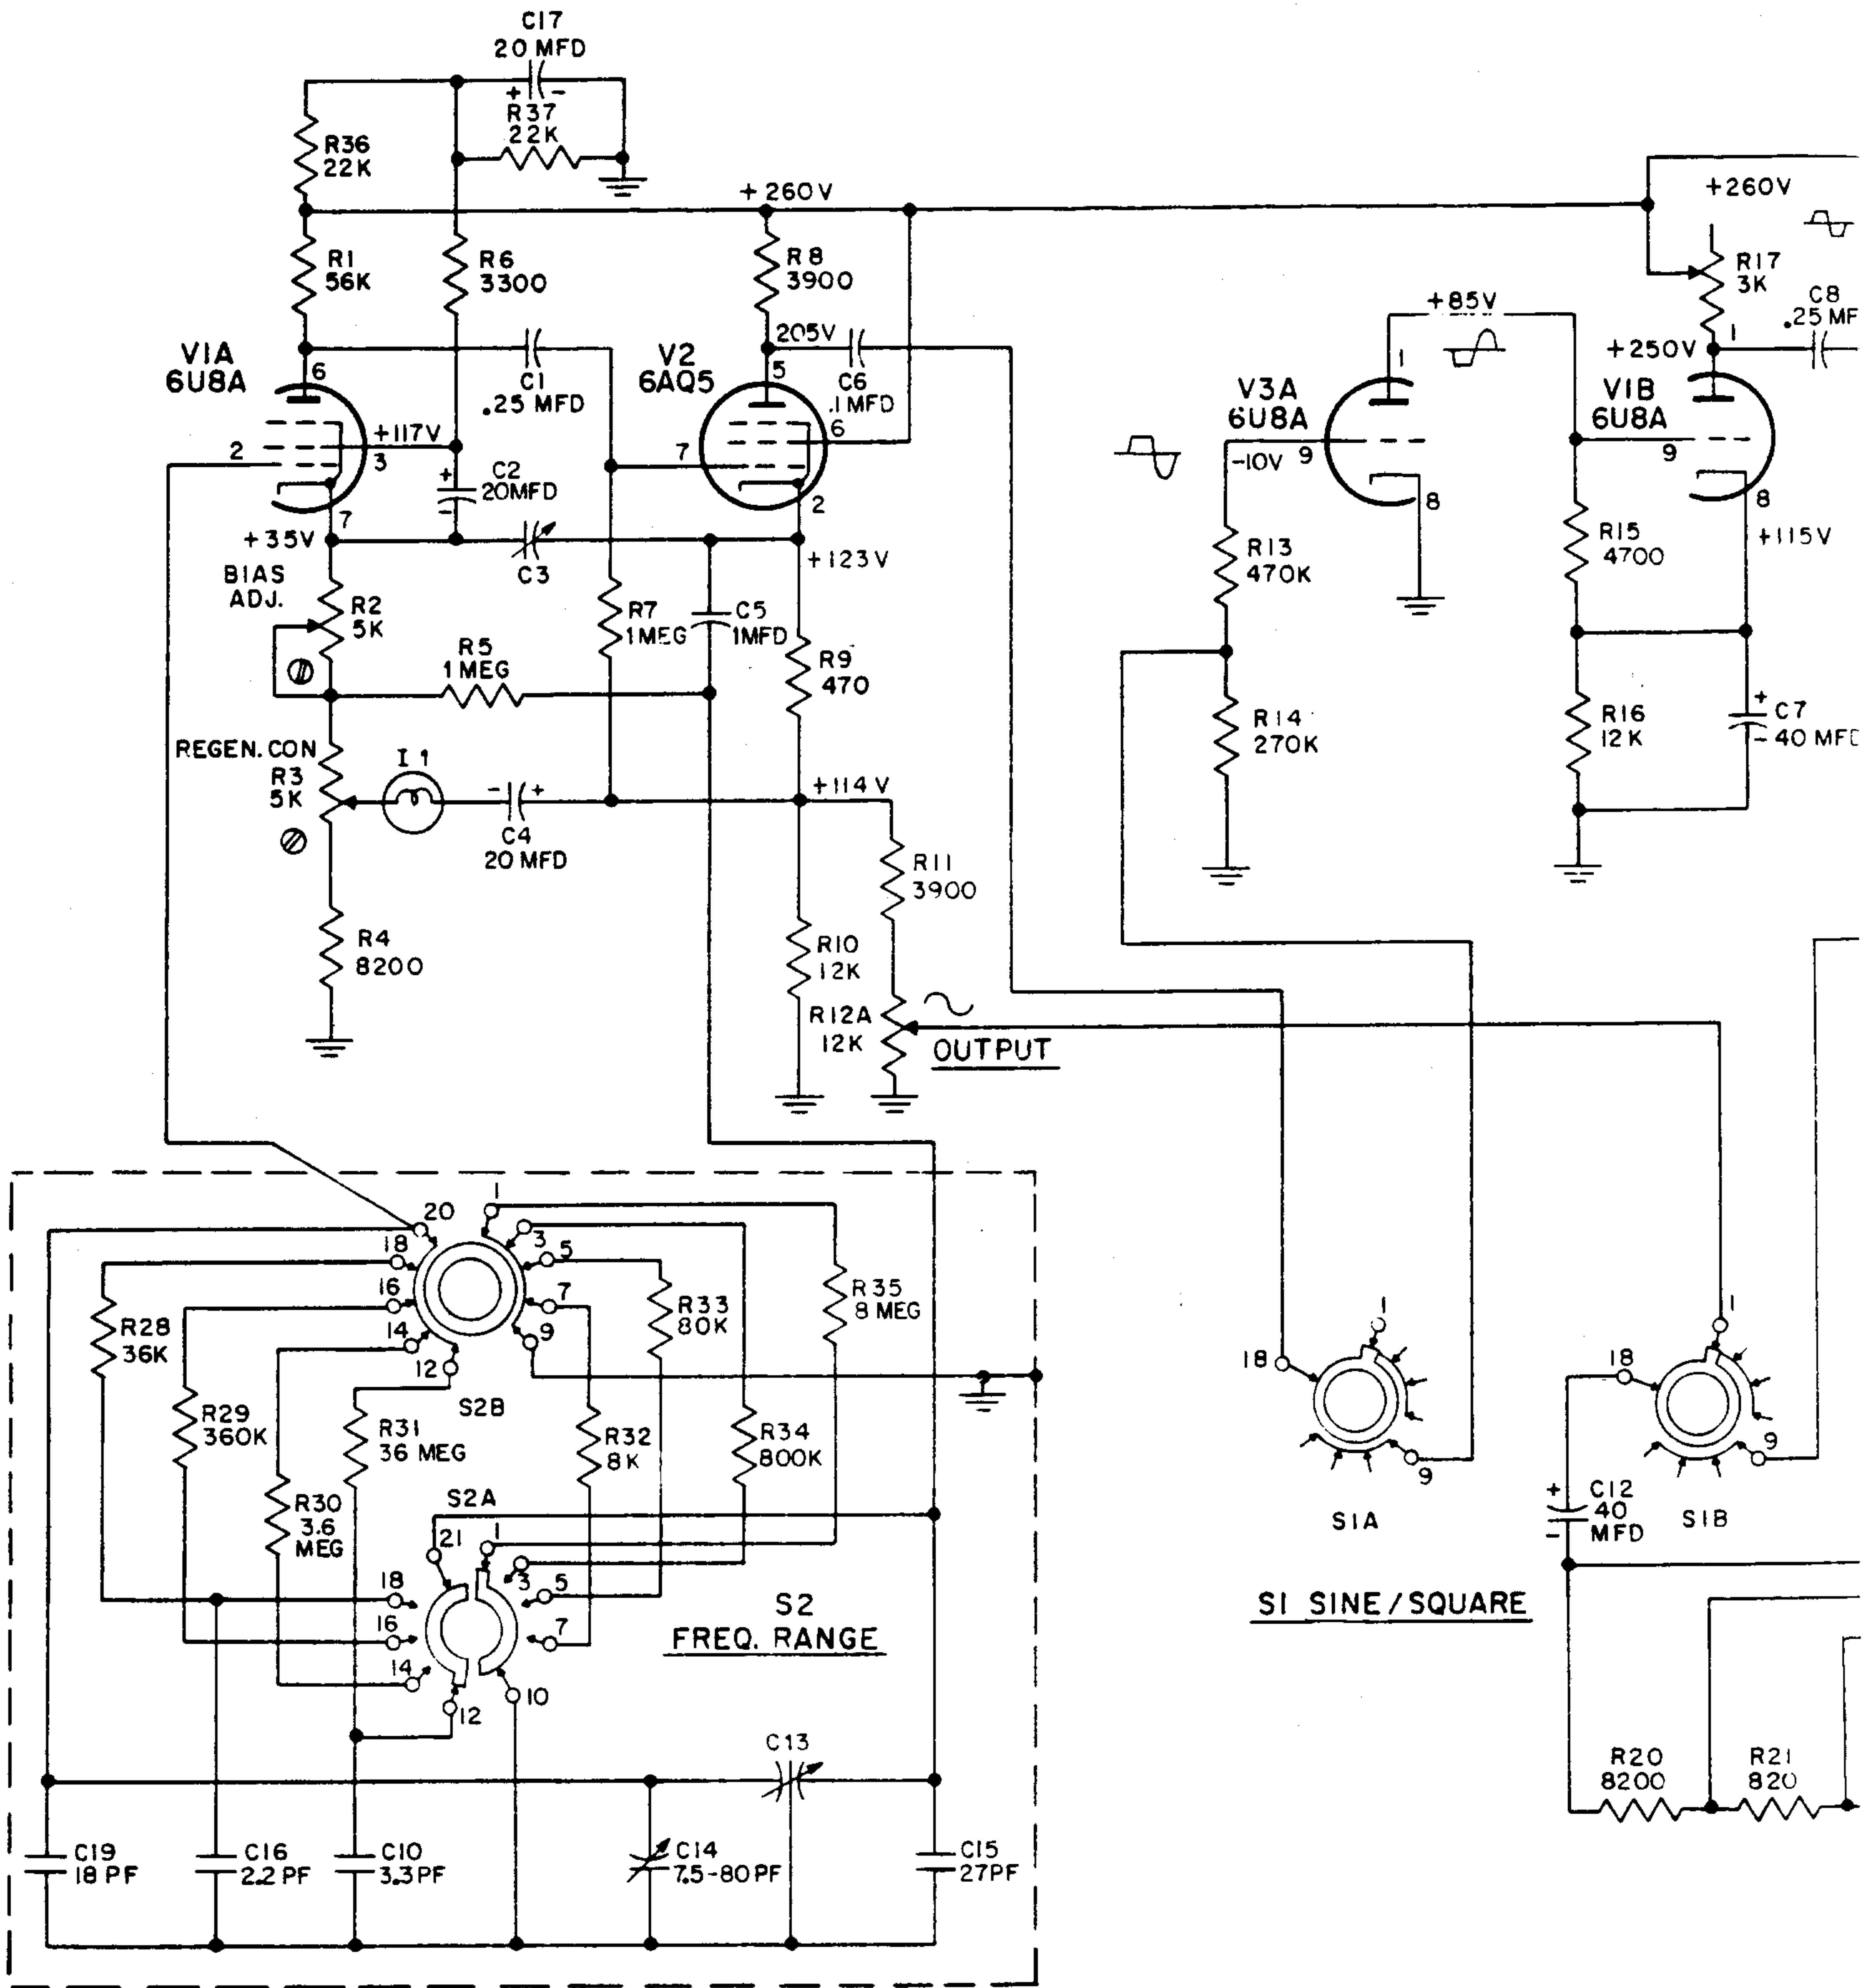 C17
20 MFD
+ -
R37
22K
R36
22K
+260V
+260V
R1
56K
R6
3300
R8
3900
R17
3K
+85V
C8
.25 MF
205V
1
1
+250V
V1A
6U8A
6
C1
.25 MFD
V2
6AQ5
5
C6
.1MFD
V3A
6U8A
V1B
6U8A
2
+117V
3
7
6
-10V
9
9
+
C2
20MFD
-
7
2
8
8
+35V
C3
+123V
R13
470K
R15
4700
+115V
BIAS
ADJ.
R2
5K
R7
1MEG
C5
1MFD
R5
1 MEG
R9
470
R14
270K
R16
12K
+
C7
- 40 MFD
REGEN. CON
R3
5K
I 1
- +
C4
20 MFD
+114V
R11
3900
R4
8200
R10
12K
R12A
12K
OUTPUT
20
1
3
18
5
16
7
14
9
12
R28
36K
R29
360K
R30
3.6
MEG
R31
36 MEG
S2B
R33
80K
R35
8 MEG
R32
8K
R34
800K
S2A
21
1
3
18
5
16
7
14
10
12
S2
FREQ. RANGE
1
18
9
S1A
1
18
9
S1B
+
C12
40
MFD
-
S1 SINE/SQUARE
C13
R20
8200
R21
820
C19
18 PF
C16
2.2 PF
C10
3.3PF
C14
7.5-80 PF
C15
27PF